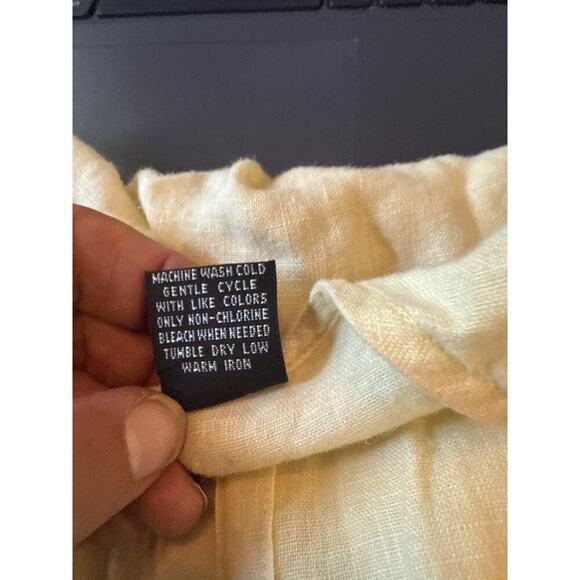 MACHINE WASH COLD
GENTLE CYCLE
WITH LIKE COLORS
ONLY NON-CHLORINE
BLEACH WHEN NEEDED
TUMBLE DRY LOW
WARM IRON